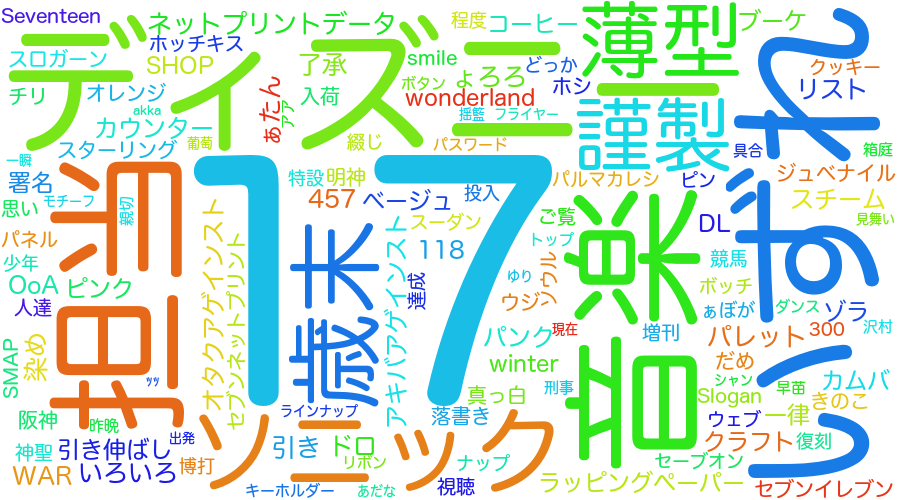 Seventeen
ネットプリントデータ
程度
コーヒー
薄型
ブーケ
ホッチキス
smile
どっか
クッキー
スロガーン
SHOP
了承
ボタン
よろろ
ホシ
リスト
ディズニー
いずれ
チリ
オレンジ
入荷
ぁたん
アア
wonderland
akka
カウンター
揺籃
フライヤー
謹製
葡萄
綴じ
パスワード
具合
箱庭
一瞬
スターリング
特設
明神
投入
パルマカレシ
ピン
ジュベナイル
署名
モチーフ
457
ベージュ
スチーム
思い
親切
担当
17
歳末
スーダン
ご覧
音楽
DL
見舞い
パネル
オタクアゲインスト
セブンネットプリント
アキバアゲインスト
118
トップ
ソウル
競馬
少年
OoA
ピンク
達成
ウジ
ゆり
ボッチ
ぁぼが
ダンス
ゾラ
人達
パンク
現在
増刊
パレット
300
沢村
SMAP
染め
winter
だめ
カムバ
ツツ
真っ白
刑事
Slogan
シャン
早苗
きのこ
阪神
昨晩
ラインナップ
落書き
ウェブ
一律
神聖
引き伸ばし
出発
ソニック
引き
ドロ
クラフト
復刻
WAR
いろいろ
博打
リボン
ナップ
セーブオン
キーホルダー
あだな
視聴
ラッピングペーパー
セブンイレブン